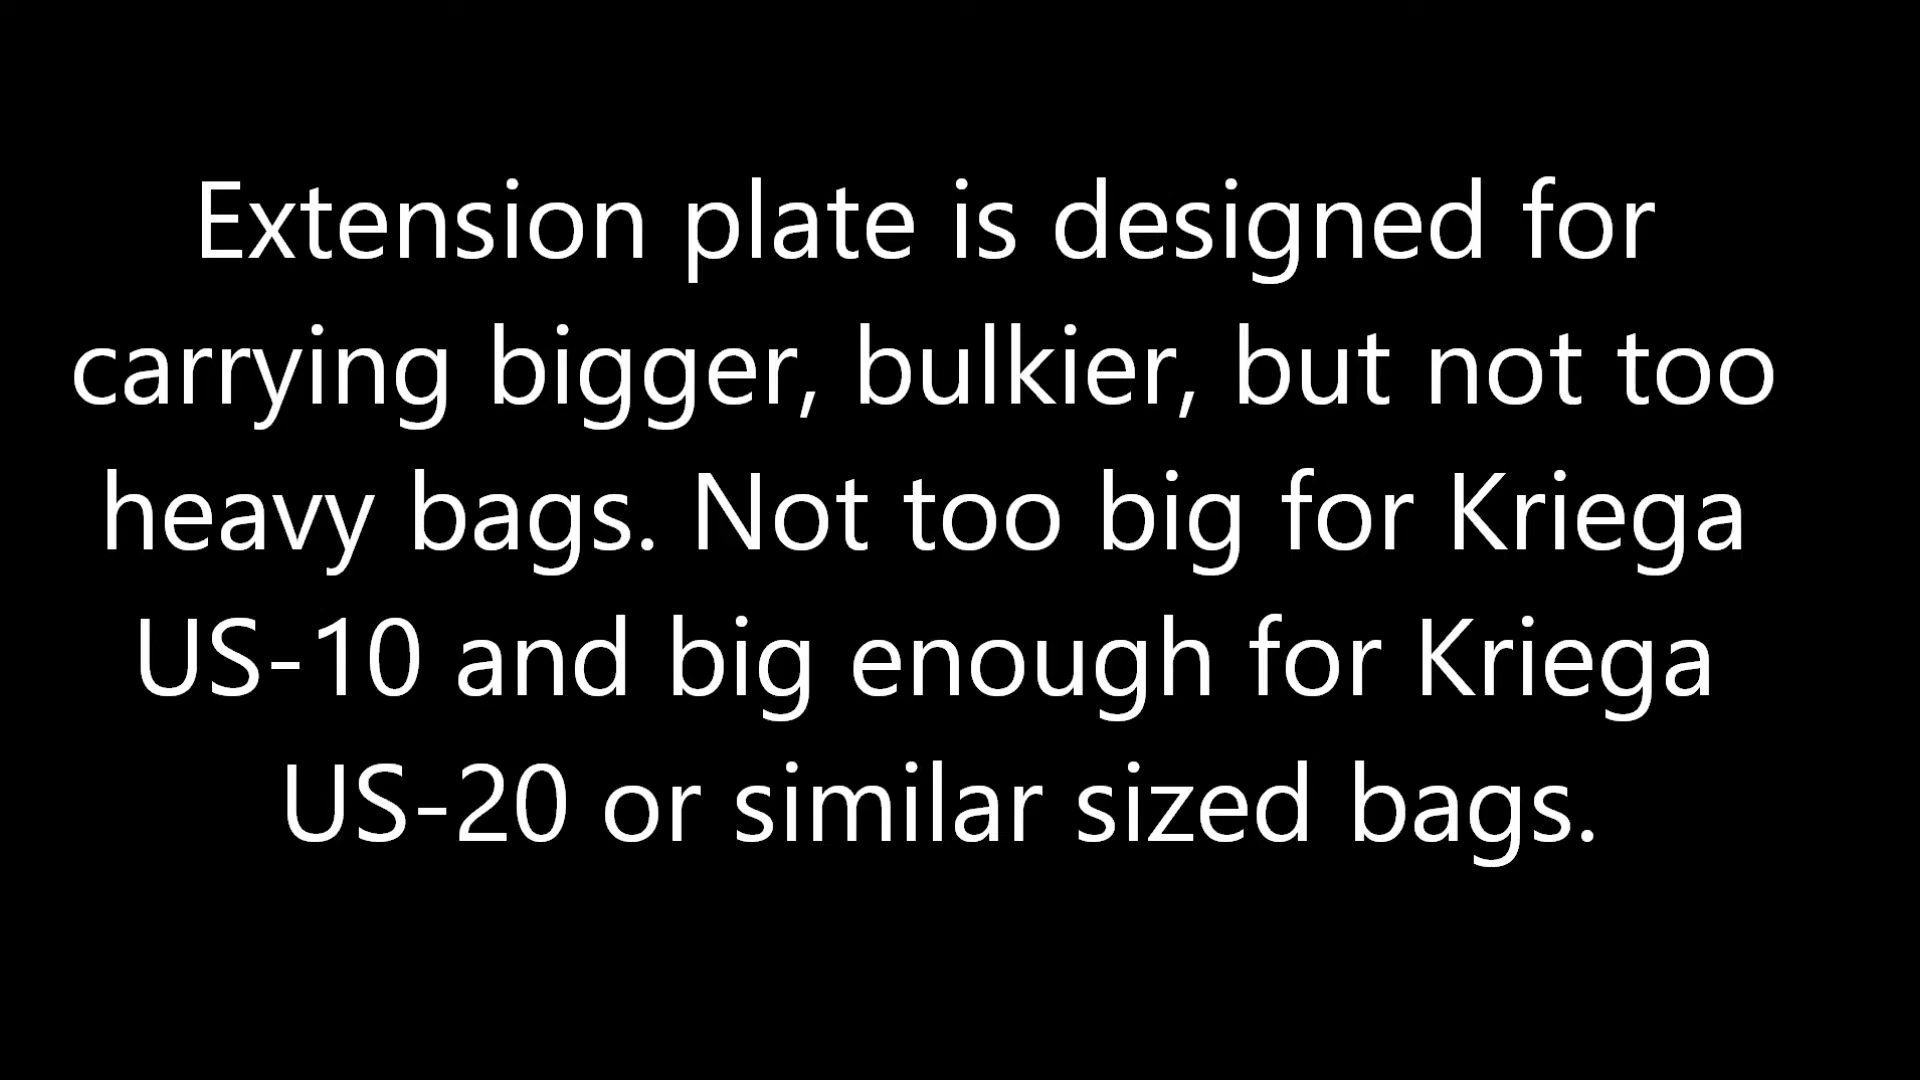 Extension plate is designed for
carrying bigger, bulkier, but not too
heavy bags. Not too big for Kriega
US-10 and big enough for Kriega
US-20 or similar sized bags.